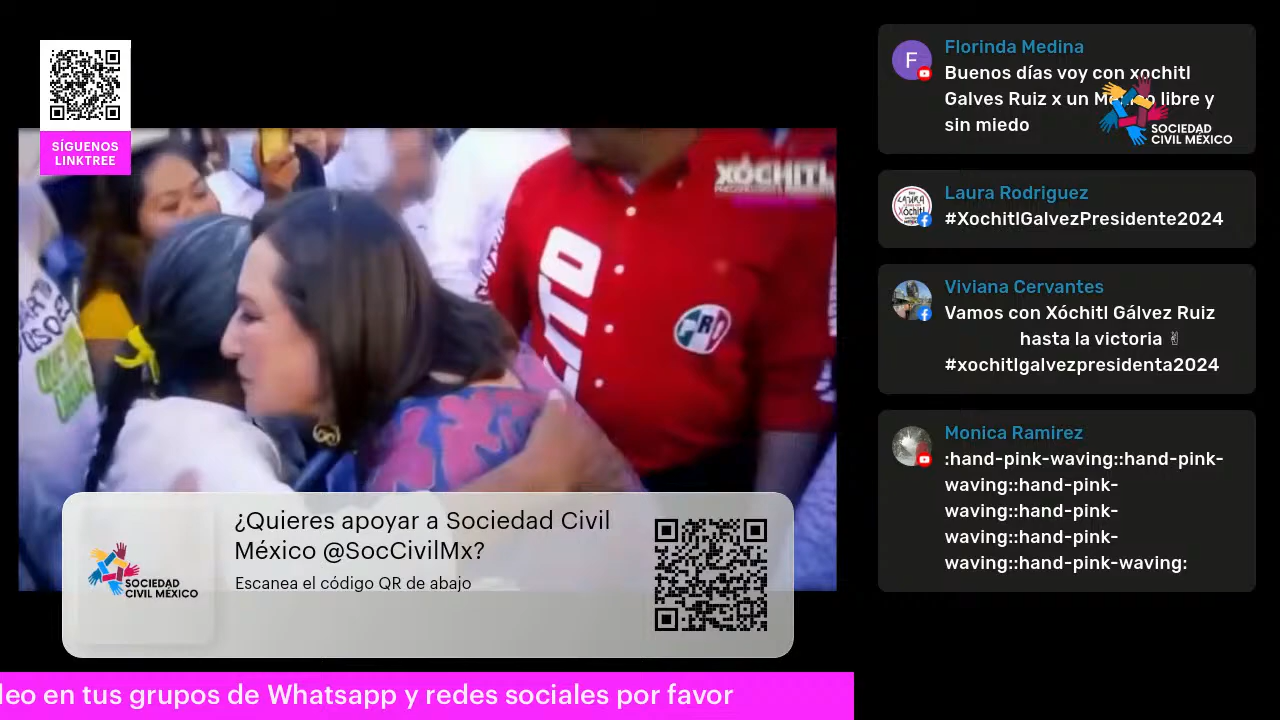 SÍGUENOS
LINKTREE
XÓCHITL
PRI
¿Quieres apoyar a Sociedad Civil
México @SocCivilMx?
Escanea el código QR de abajo
SOCIEDAD
CIVIL MÉXICO
en tus grupos de Whatsapp y redes sociales por favor
Florinda Medina
F
Buenos días voy con xochitl
Galves Ruiz x un México libre y
sin miedo
SOCIEDAD
CIVIL MÉXICO
Laura Rodriguez
#XochitlGalvezPresidente2024
Viviana Cervantes
Vamos con Xóchitl Gálvez Ruiz
hasta la victoria ✌
#xochitlgalvezpresidenta2024
Monica Ramirez
:hand-pink-waving::hand-pink-
waving::hand-pink-
waving::hand-pink-
waving::hand-pink-
waving::hand-pink-waving: